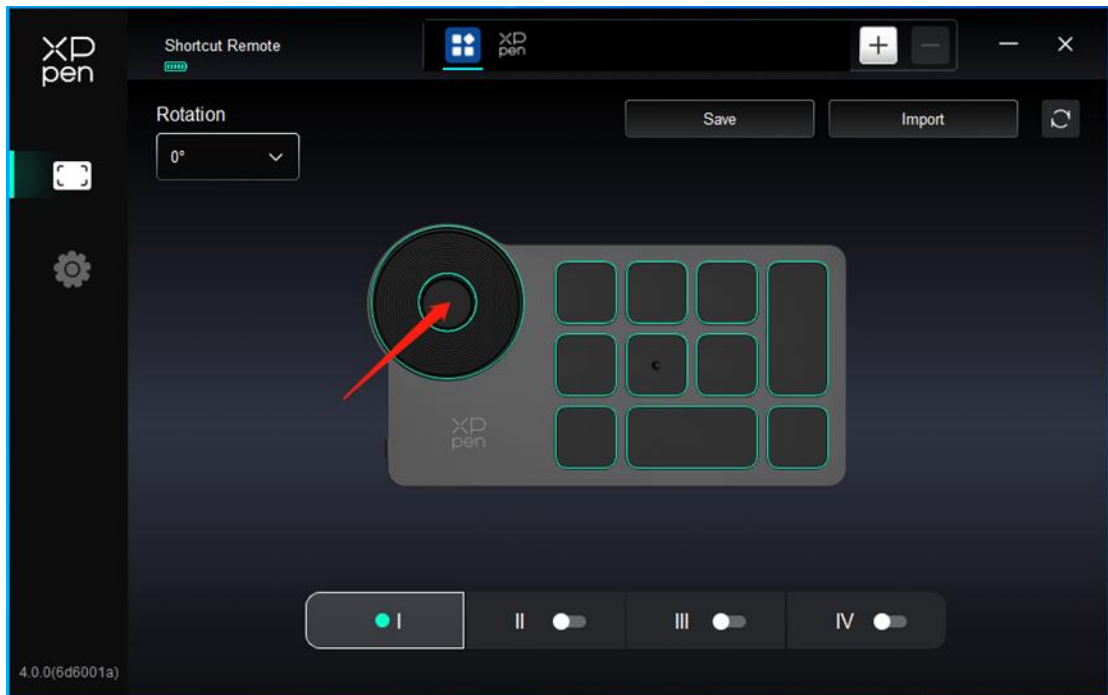 XP
pen
Shortcut Remote
XP
pen
Rotation
Save
Import
0°
XP
pen
I
II
III
IV
4.0.0(6d6001a)